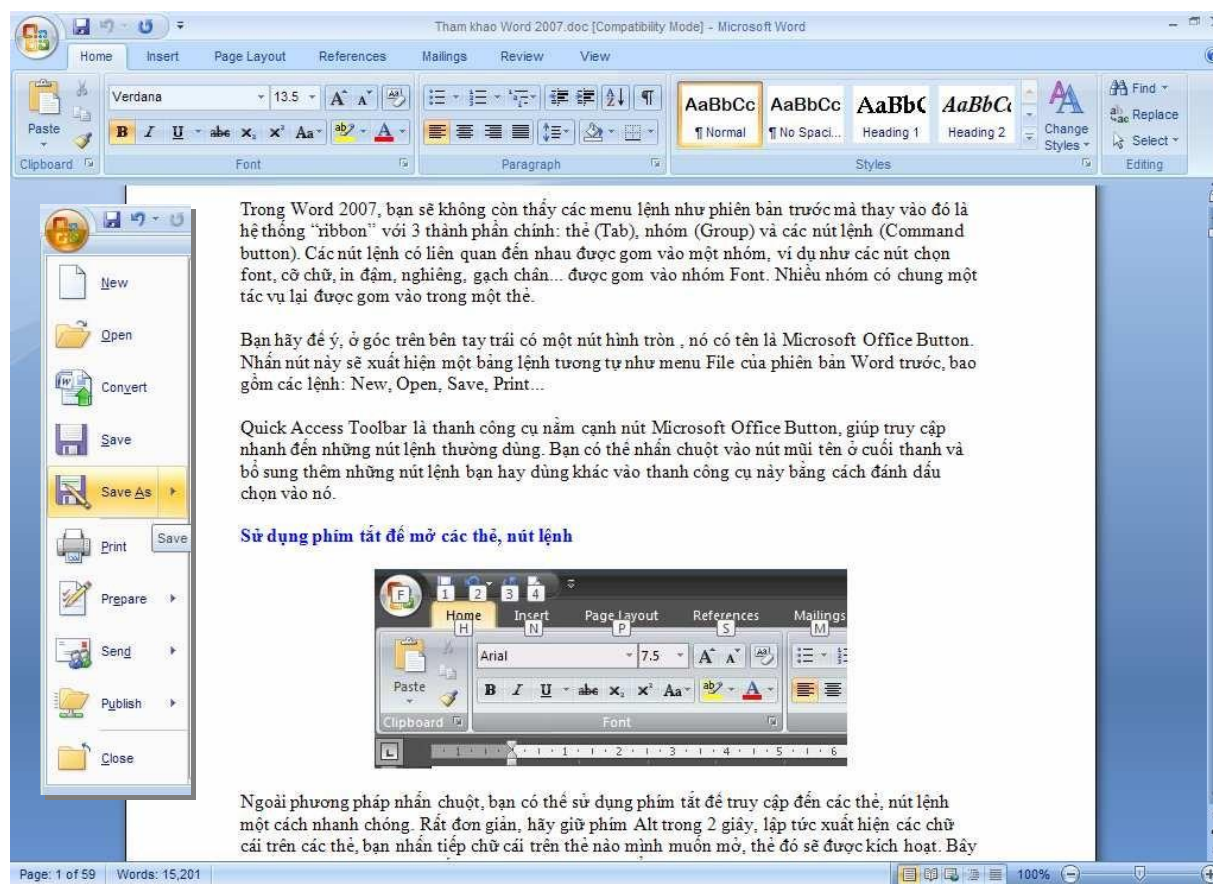 Tham khao Word 2007.doc [Compatibility Mode] - Microsoft Word
Home Insert Page Layout References Mailings Review View
Verdana 13.5
Paste
B I U abe x₂ x² Aa ab A
AaBbCc AaBbCc AaBbC AaBbCc
¶ Normal ¶ No Spaci... Heading 1 Heading 2
Change Styles
Find
Replace
Select
Clipboard Font Paragraph Styles Editing
New
Open
Convert
Save
Save As
Save
Print
Prepare
Send
Publish
Close
Trong Word 2007, bạn sẽ không còn thấy các menu lệnh như phiên bản trước mà thay vào đó là
hệ thống “ribbon” với 3 thành phần chính: thẻ (Tab), nhóm (Group) và các nút lệnh (Command
button). Các nút lệnh có liên quan đến nhau được gom vào một nhóm, ví dụ như các nút chọn
font, cỡ chữ, in đậm, nghiêng, gạch chân... được gom vào nhóm Font. Nhiều nhóm có chung một
tác vụ lại được gom vào trong một thẻ.
Bạn hãy để ý, ở góc trên bên tay trái có một nút hình tròn , nó có tên là Microsoft Office Button.
Nhấn nút này sẽ xuất hiện một bảng lệnh tương tự như menu File của phiên bản Word trước, bao
gồm các lệnh: New, Open, Save, Print...
Quick Access Toolbar là thanh công cụ nằm cạnh nút Microsoft Office Button, giúp truy cập
nhanh đến những nút lệnh thường dùng. Bạn có thể nhấn chuột vào nút mũi tên ở cuối thanh và
bổ sung thêm những nút lệnh bạn hay dùng khác vào thanh công cụ này bằng cách đánh dấu
chọn vào nó.
Sử dụng phím tắt để mở các thẻ, nút lệnh
F 1 2 3 4
Home Insert Page Layout References Mailings
H N P S M
Arial 7.5
Paste
B I U abe x₂ x² Aa ab A
Clipboard Font
L 1 1 2 3 4 5 6
Ngoài phương pháp nhấn chuột, bạn có thể sử dụng phím tắt để truy cập đến các thẻ, nút lệnh
một cách nhanh chóng. Rất đơn giản, hãy giữ phím Alt trong 2 giây, lập tức xuất hiện các chữ
cái trên các thẻ, bạn nhấn tiếp chữ cái trên thẻ nào mình muốn mở, thẻ đó sẽ được kích hoạt. Bây
Page: 1 of 59 Words: 15,201 100%